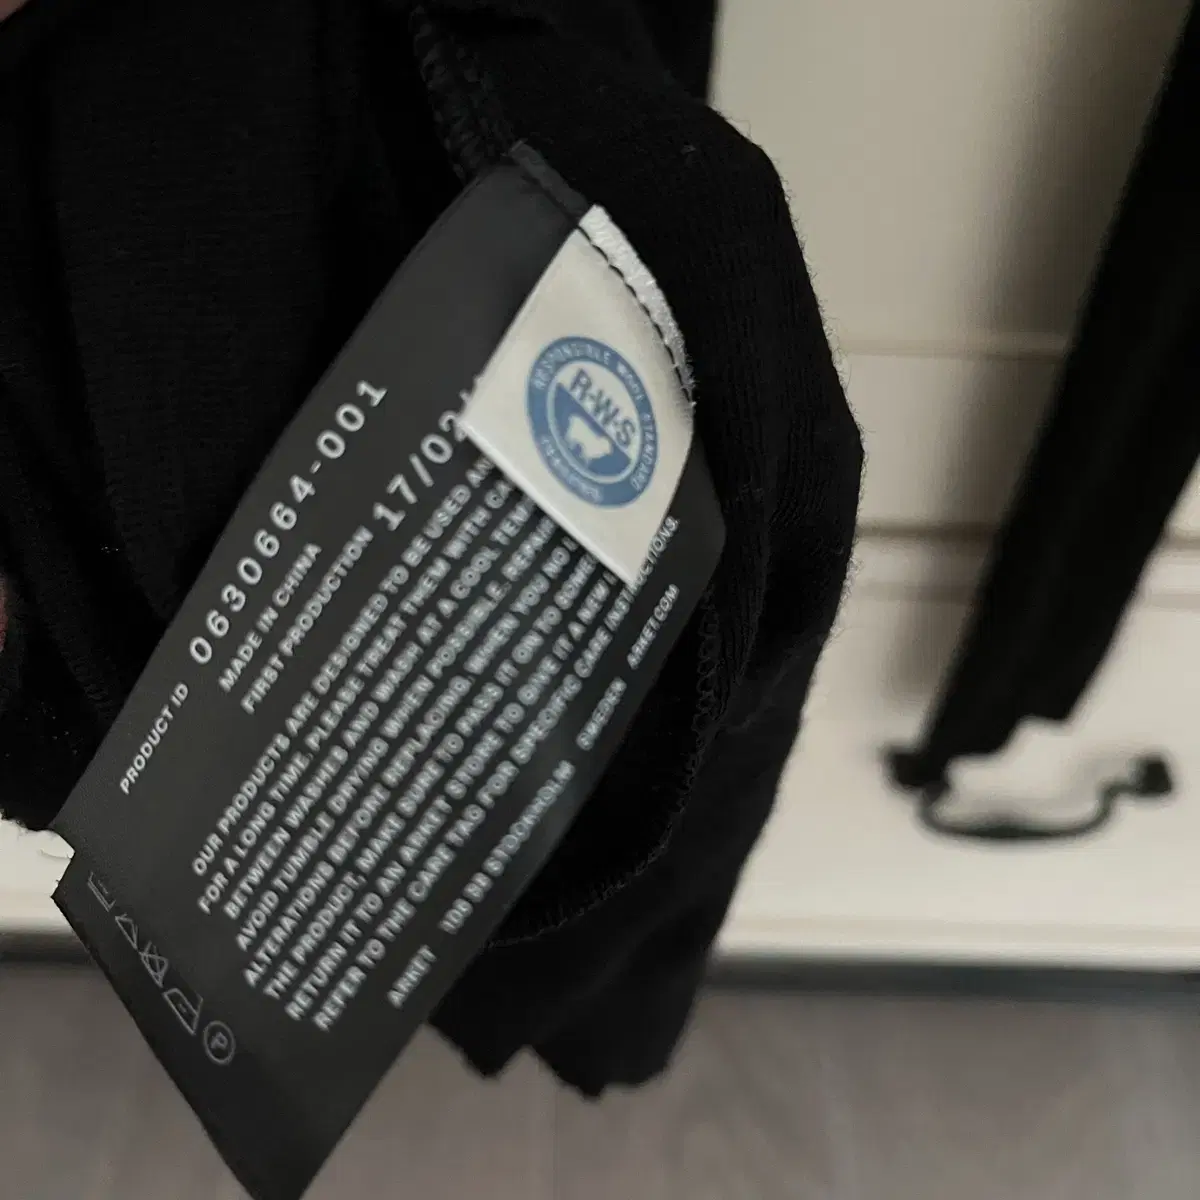 PRODUCT ID 0630664-001
MADE IN CHINA
FIRST PRODUCTION 17/02
OUR PRODUCTS ARE DESIGNED TO BE USED AN
FOR A LONG TIME. PLEASE TREAT THEM WITH CA
BETWEEN WASHES AND WASH AT A COOL TEM
AVOID TUMBLE DRYING WHEN POSSIBLE. REPAIR
ALTERATIONS BEFORE REPLACING. WHEN YOU NO L
THE PRODUCT, MAKE SURE TO PASS IT ON TO SOME
RETURN IT TO AN ARKET STORE TO GIVE IT A NEW L
REFER TO THE CARE TAG FOR SPECIFIC CARE INSTRUCTIONS.
ARKET STOCKHOLM SWEDEN ARKET.COM
P
RESPONSIBLE WOOL STANDARD
R·W·S